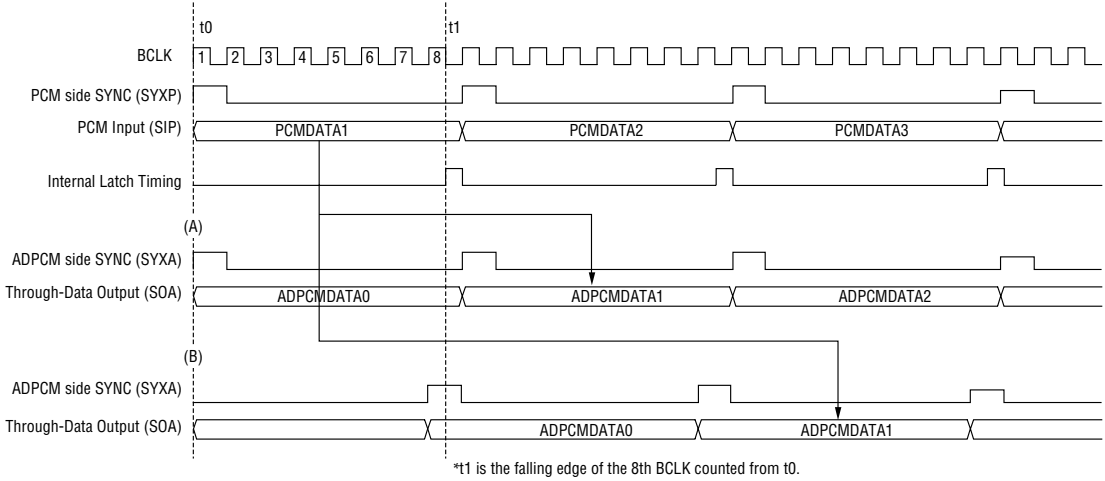 t0 t1
BCLK 1 2 3 4 5 6 7 8
PCM side SYNC (SYXP)
PCM Input (SIP) PCMDATA1 PCMDATA2 PCMDATA3
Internal Latch Timing
(A)
ADPCM side SYNC (SYXA)
Through-Data Output (SOA) ADPCMDATA0 ADPCMDATA1 ADPCMDATA2
(B)
ADPCM side SYNC (SYXA)
Through-Data Output (SOA) ADPCMDATA0 ADPCMDATA1
*t1 is the falling edge of the 8th BCLK counted from t0.